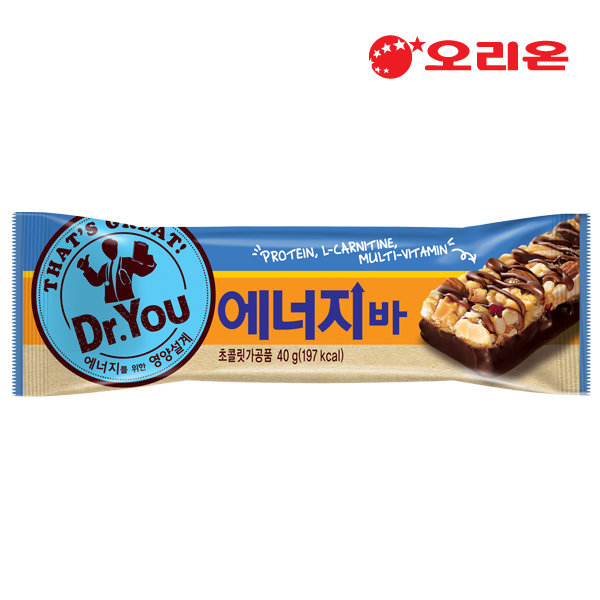 오리온
THAT'S GREAT!
Dr.You
에너지를 위한 영양설계
PROTEIN, L-CARNITINE,
MULTI-VITAMIN
에너지바
초콜릿가공품 40 g(197 kcal)